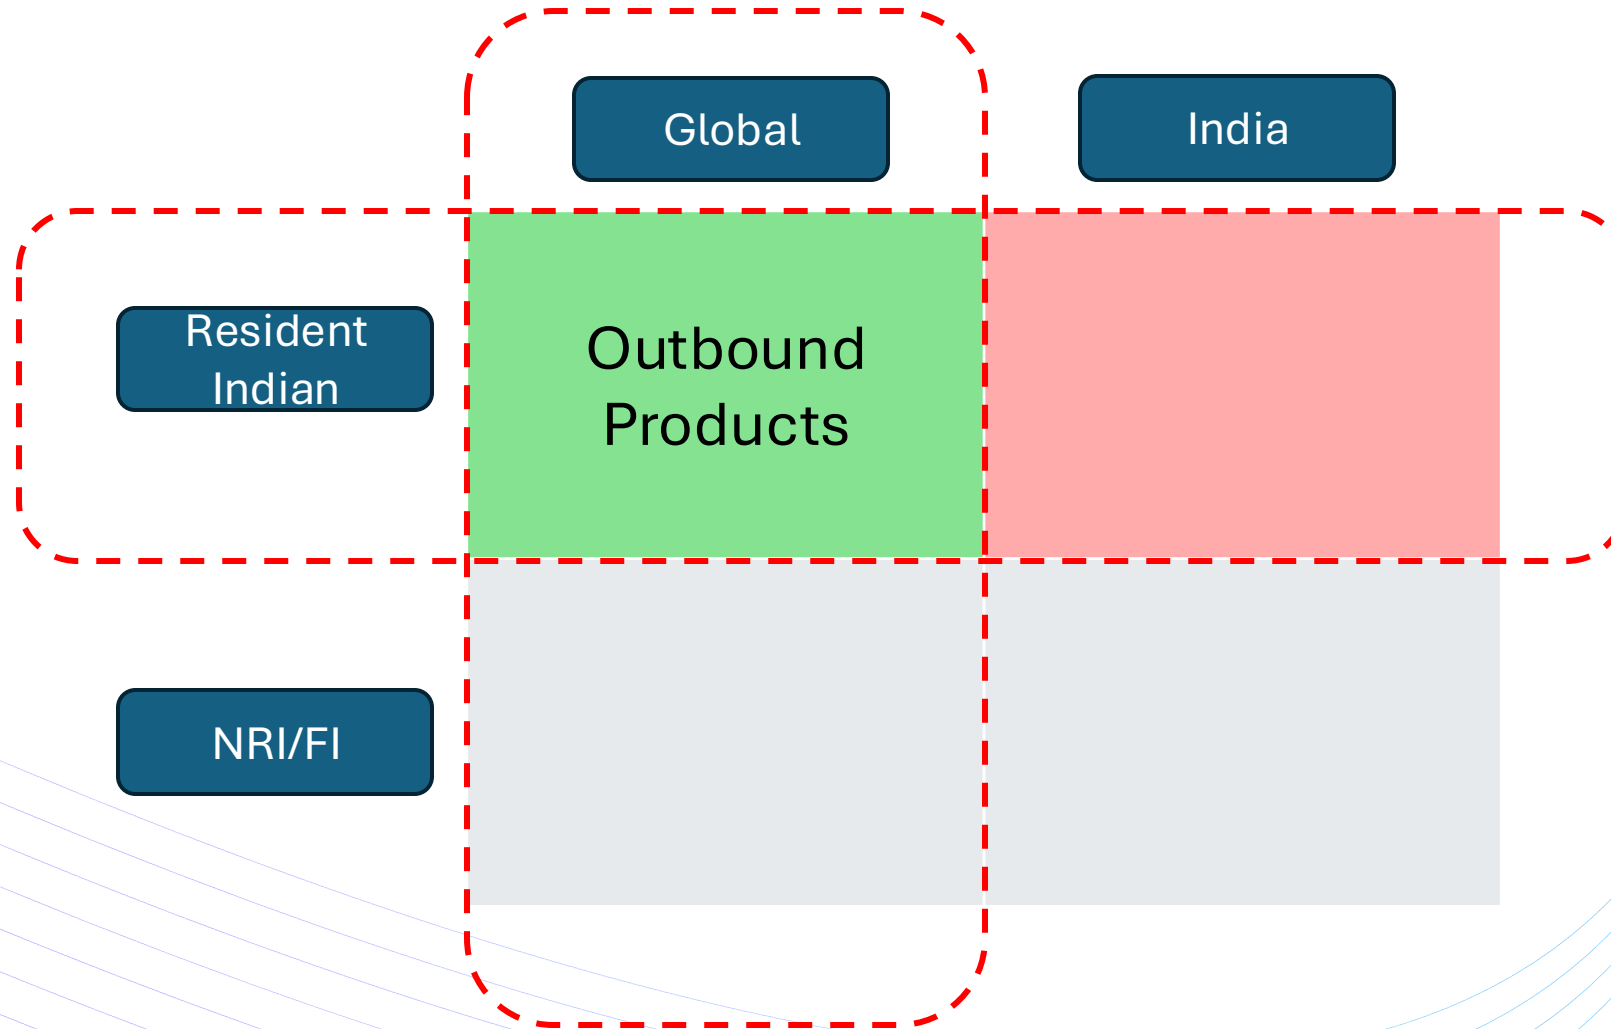 Global
India
Resident
Indian
Outbound
Products
NRI/FI